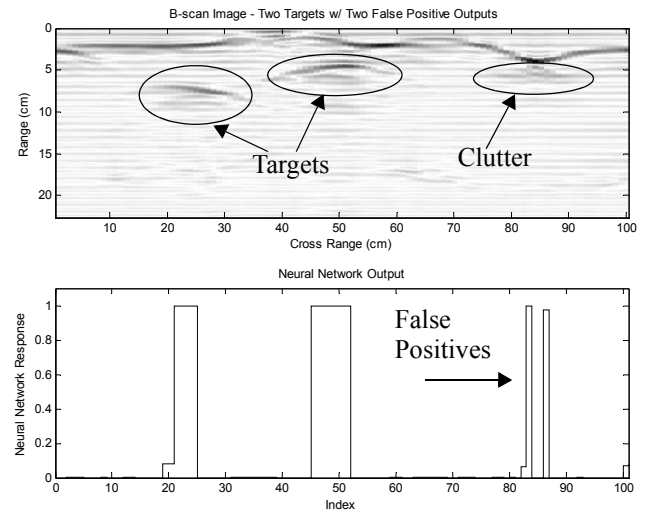 B-scan Image - Two Targets w/ Two False Positive Outputs
0
5
10
15
20
Range (cm)
Targets
Clutter
10 20 30 40 50 60 70 80 90 100
Cross Range (cm)
Neural Network Output
1
0.8
0.6
0.4
0.2
0
Neural Network Response
False
Positives
0 10 20 30 40 50 60 70 80 90 100
Index